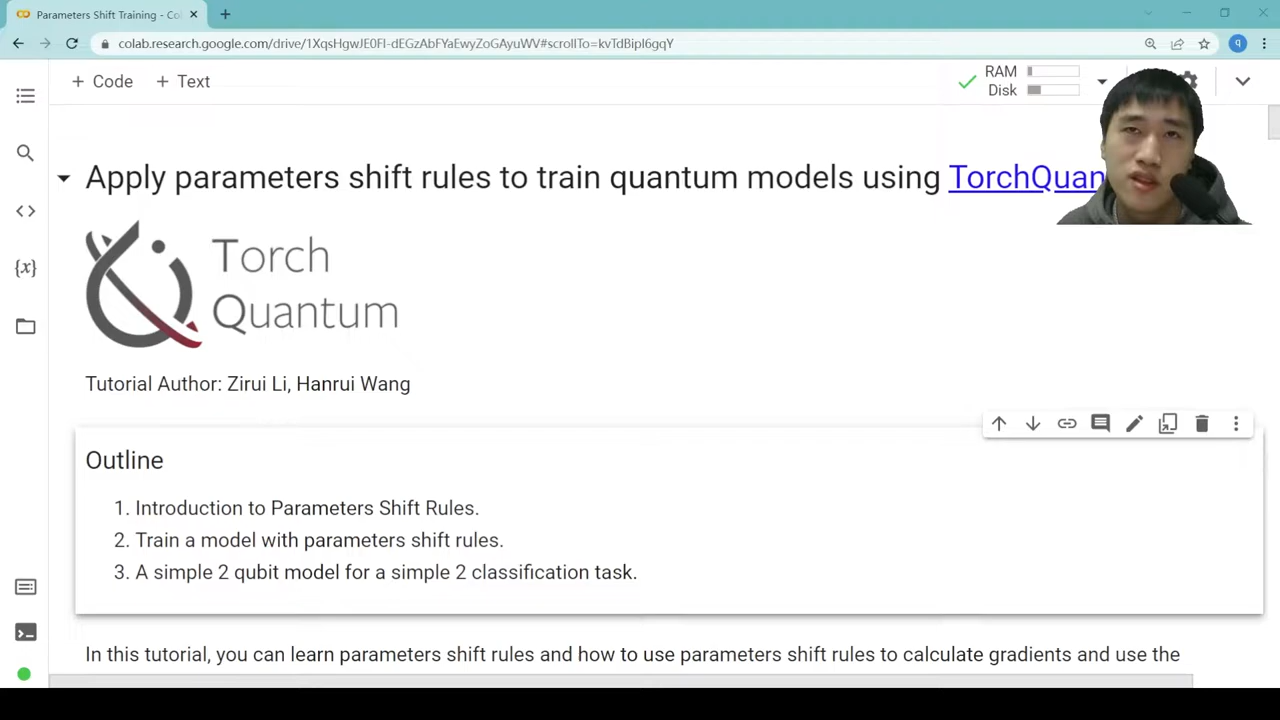 Parameters Shift Training - Co
colab.research.google.com/drive/1XqsHgwJE0FI-dEGzAbFYaEwyZoGAyuWV#scrollTo=kvTdBipl6gqY
q
+ Code + Text
RAM
Disk
Apply parameters shift rules to train quantum models using TorchQuan
Torch
Quantum
Tutorial Author: Zirui Li, Hanrui Wang
Outline
1. Introduction to Parameters Shift Rules.
2. Train a model with parameters shift rules.
3. A simple 2 qubit model for a simple 2 classification task.
In this tutorial, you can learn parameters shift rules and how to use parameters shift rules to calculate gradients and use the